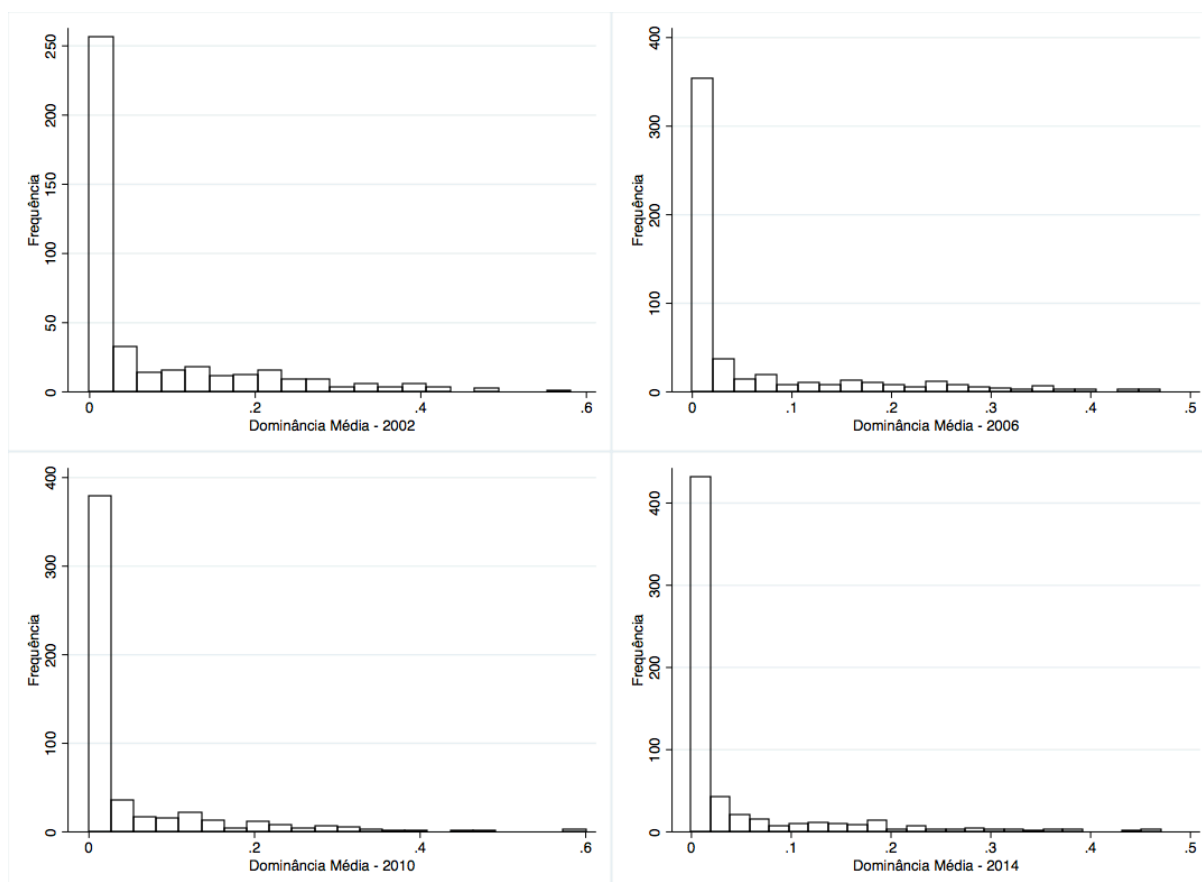 250
200
150
100
50
0
Frequência
0 .2 .4 .6
Dominância Média - 2002
400
300
200
100
0
Frequência
0 .1 .2 .3 .4 .5
Dominância Média - 2006
400
300
200
100
0
Frequência
0 .2 .4 .6
Dominância Média - 2010
400
300
200
100
0
Frequência
0 .1 .2 .3 .4 .5
Dominância Média - 2014